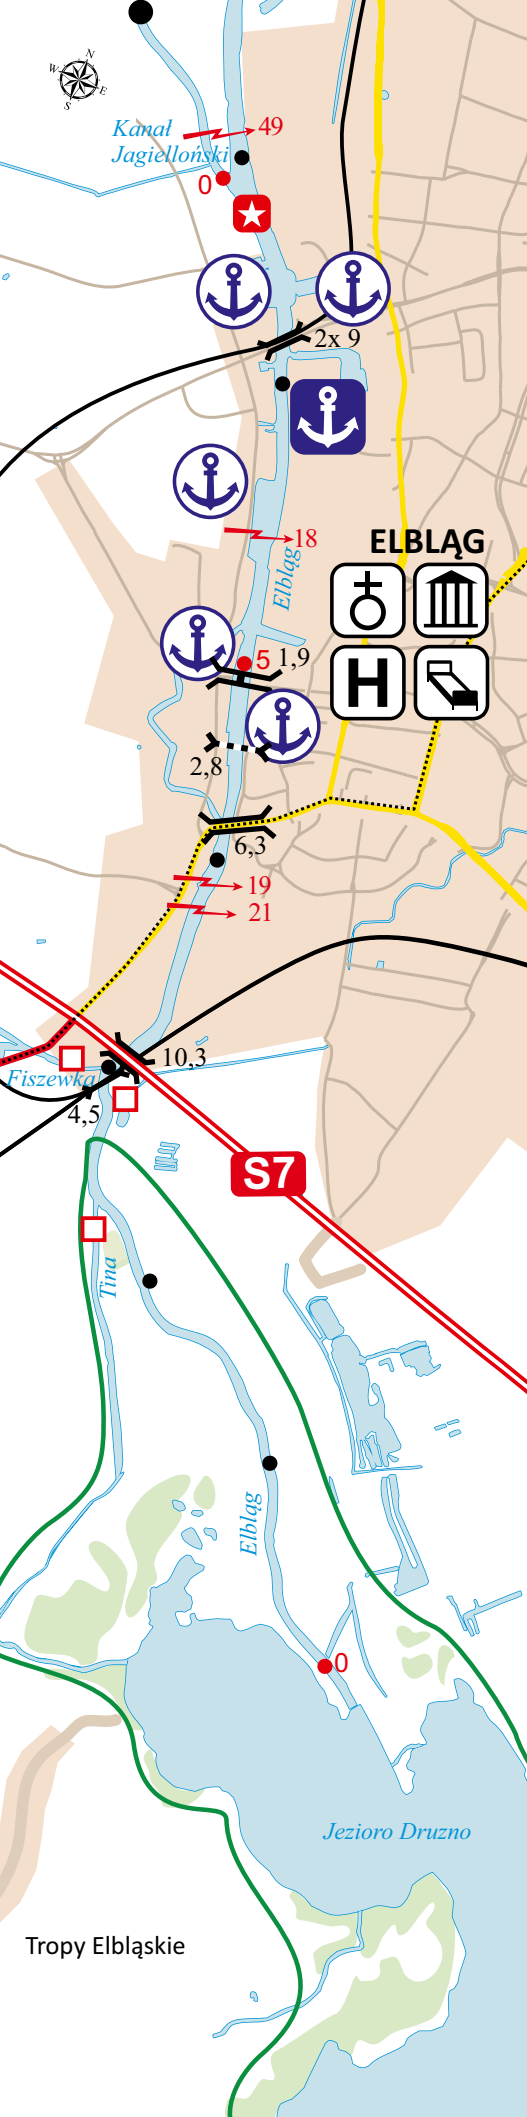 N
W
E
S
Kanał
Jagielloński
49
0
2x 9
18
ELBLĄG
Elbląg
H
5
1,9
2,8
6,3
19
21
10,3
Fiszewka
4,5
S7
Tina
Elbląg
0
Jezioro Druzno
Tropy Elbląskie